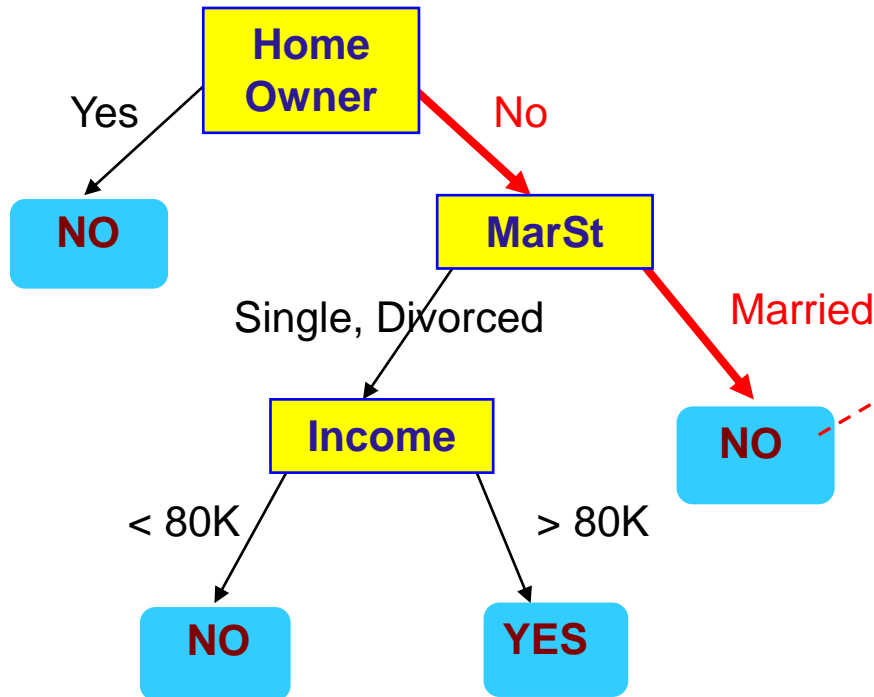 Home
Owner
Yes
No
NO
MarSt
Single, Divorced
Married
Income
NO
< 80K
> 80K
NO
YES